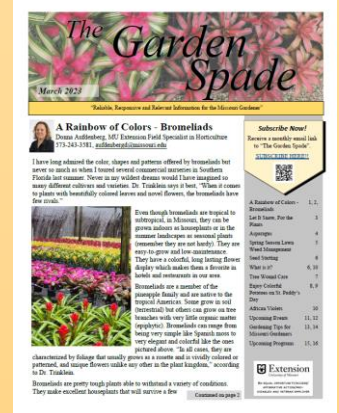 The Garden Spade
March 2023
"Reliable, Responsive and Relevant Information for the Missouri Gardener"
A Rainbow of Colors - Bromeliads
Donna Aufdenberg, MU Extension Field Specialist in Horticulture
573-243-3581, aufdenbergd@missouri.edu
I have long admired the color, shapes and patterns offered by bromeliads but
never so much as when I toured several commercial nurseries in Southern
Florida last summer. Never in my wildest dreams would I have imagined so
many different cultivars and varieties. Dr. Trinklein says it best, "When it comes
to plants with beautifully colored leaves and novel flowers, the bromeliads have
few rivals."
Even though bromeliads are tropical to
subtropical, in Missouri, they can be
grown indoors as houseplants or in the
summer landscapes as seasonal plants
(remember they are not hardy). They are
easy-to-grow and low-maintenance.
They have a colorful, long lasting flower
display which makes them a favorite in
hotels and restaurants in our area.
Bromeliads are a member of the
pineapple family and are native to the
tropical Americas. Some grow in soil
(terrestrial) but others can grow on tree
branches with very little organic matter
(epiphytic). Bromeliads can range from
being very simple like Spanish moss to
very elegant and colorful like the ones
pictured above. "In all cases, they are
characterized by foliage that usually grows as a rosette and is vividly colored or
patterned, and unique flowers unlike any other in the plant kingdom," according
to Dr. Trinklein.
Bromeliads are pretty tough plants able to withstand a variety of conditions.
They make excellent houseplants that will survive a few
Continued on page 2
Subscribe Now!
Receive a monthly email link
to "The Garden Spade".
SUBSCRIBE HERE!!
A Rainbow of Colors - Bromeliads 1, 2,
Let It Snow, For the Plants 3
Asparagus 4
Spring Season Lawn Weed Management 5
Seed Starting 6
What is it? 6, 10
Tree Wound Care 7
Enjoy Colorful Potatoes on St. Paddy's Day 8, 9
African Violets 10
Upcoming Events 11, 12
Gardening Tips for Missouri Gardeners 13, 14
Upcoming Programs 15, 16
Extension
University of Missouri